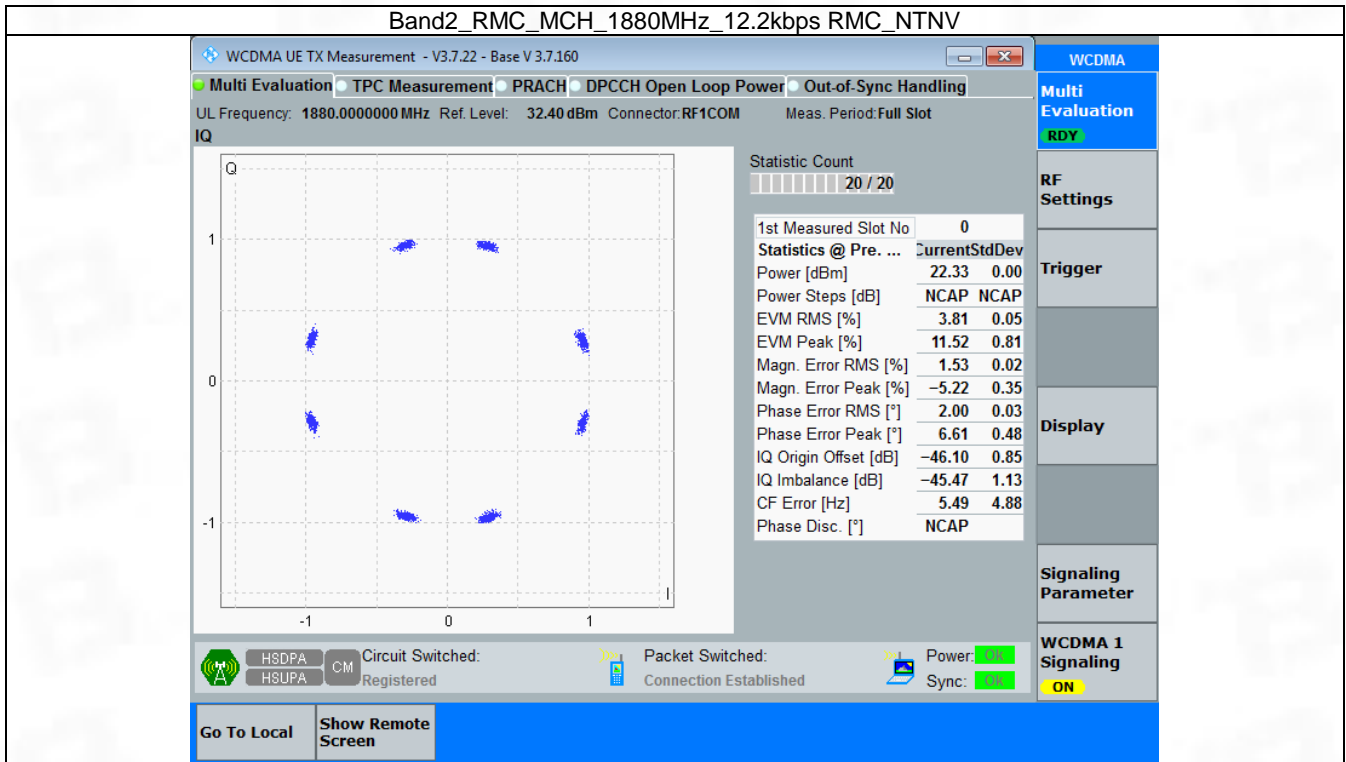 Band2_RMC_MCH_1880MHz_12.2kbps RMC_NTNV
WCDMA UE TX Measurement - V3.7.22 - Base V 3.7.160
WCDMA
Multi Evaluation TPC Measurement PRACH DPCCH Open Loop Power Out-of-Sync Handling
Multi
Evaluation
RDY
UL Frequency: 1880.0000000 MHz Ref. Level: 32.40 dBm Connector: RF1COM Meas. Period: Full Slot
IQ
Q
1
0
-1
-1 0 1
I
Statistic Count
20 / 20
1st Measured Slot No 0
Statistics @ Pre. ... Current StdDev
Power [dBm] 22.33 0.00
Power Steps [dB] NCAP NCAP
EVM RMS [%] 3.81 0.05
EVM Peak [%] 11.52 0.81
Magn. Error RMS [%] 1.53 0.02
Magn. Error Peak [%] −5.22 0.35
Phase Error RMS [°] 2.00 0.03
Phase Error Peak [°] 6.61 0.48
IQ Origin Offset [dB] −46.10 0.85
IQ Imbalance [dB] −45.47 1.13
CF Error [Hz] 5.49 4.88
Phase Disc. [°] NCAP
RF
Settings
Trigger
Display
Signaling
Parameter
WCDMA 1
Signaling
ON
HSDPA
HSUPA
CM
Circuit Switched:
Registered
Packet Switched:
Connection Established
Power: Ok
Sync: Ok
Go To Local
Show Remote
Screen